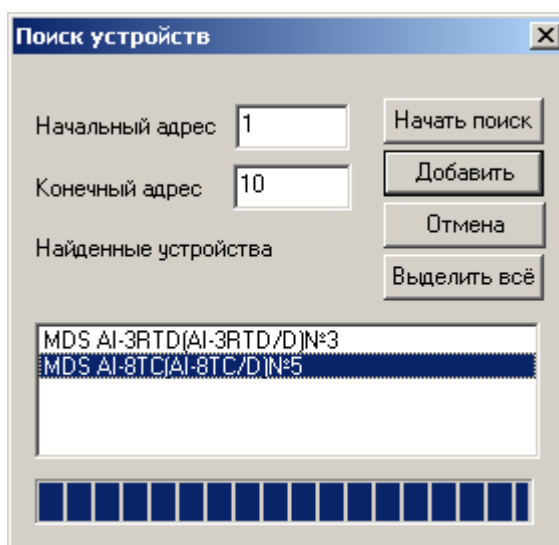 Поиск устройств
Начальный адрес 1 Начать поиск
Конечный адрес 10 Добавить
Отмена
Найденные устройства
Выделить всё
MDS AI-3RTD(AI-3RTD/D)№3
MDS AI-8TC(AI-8TC/D)№5